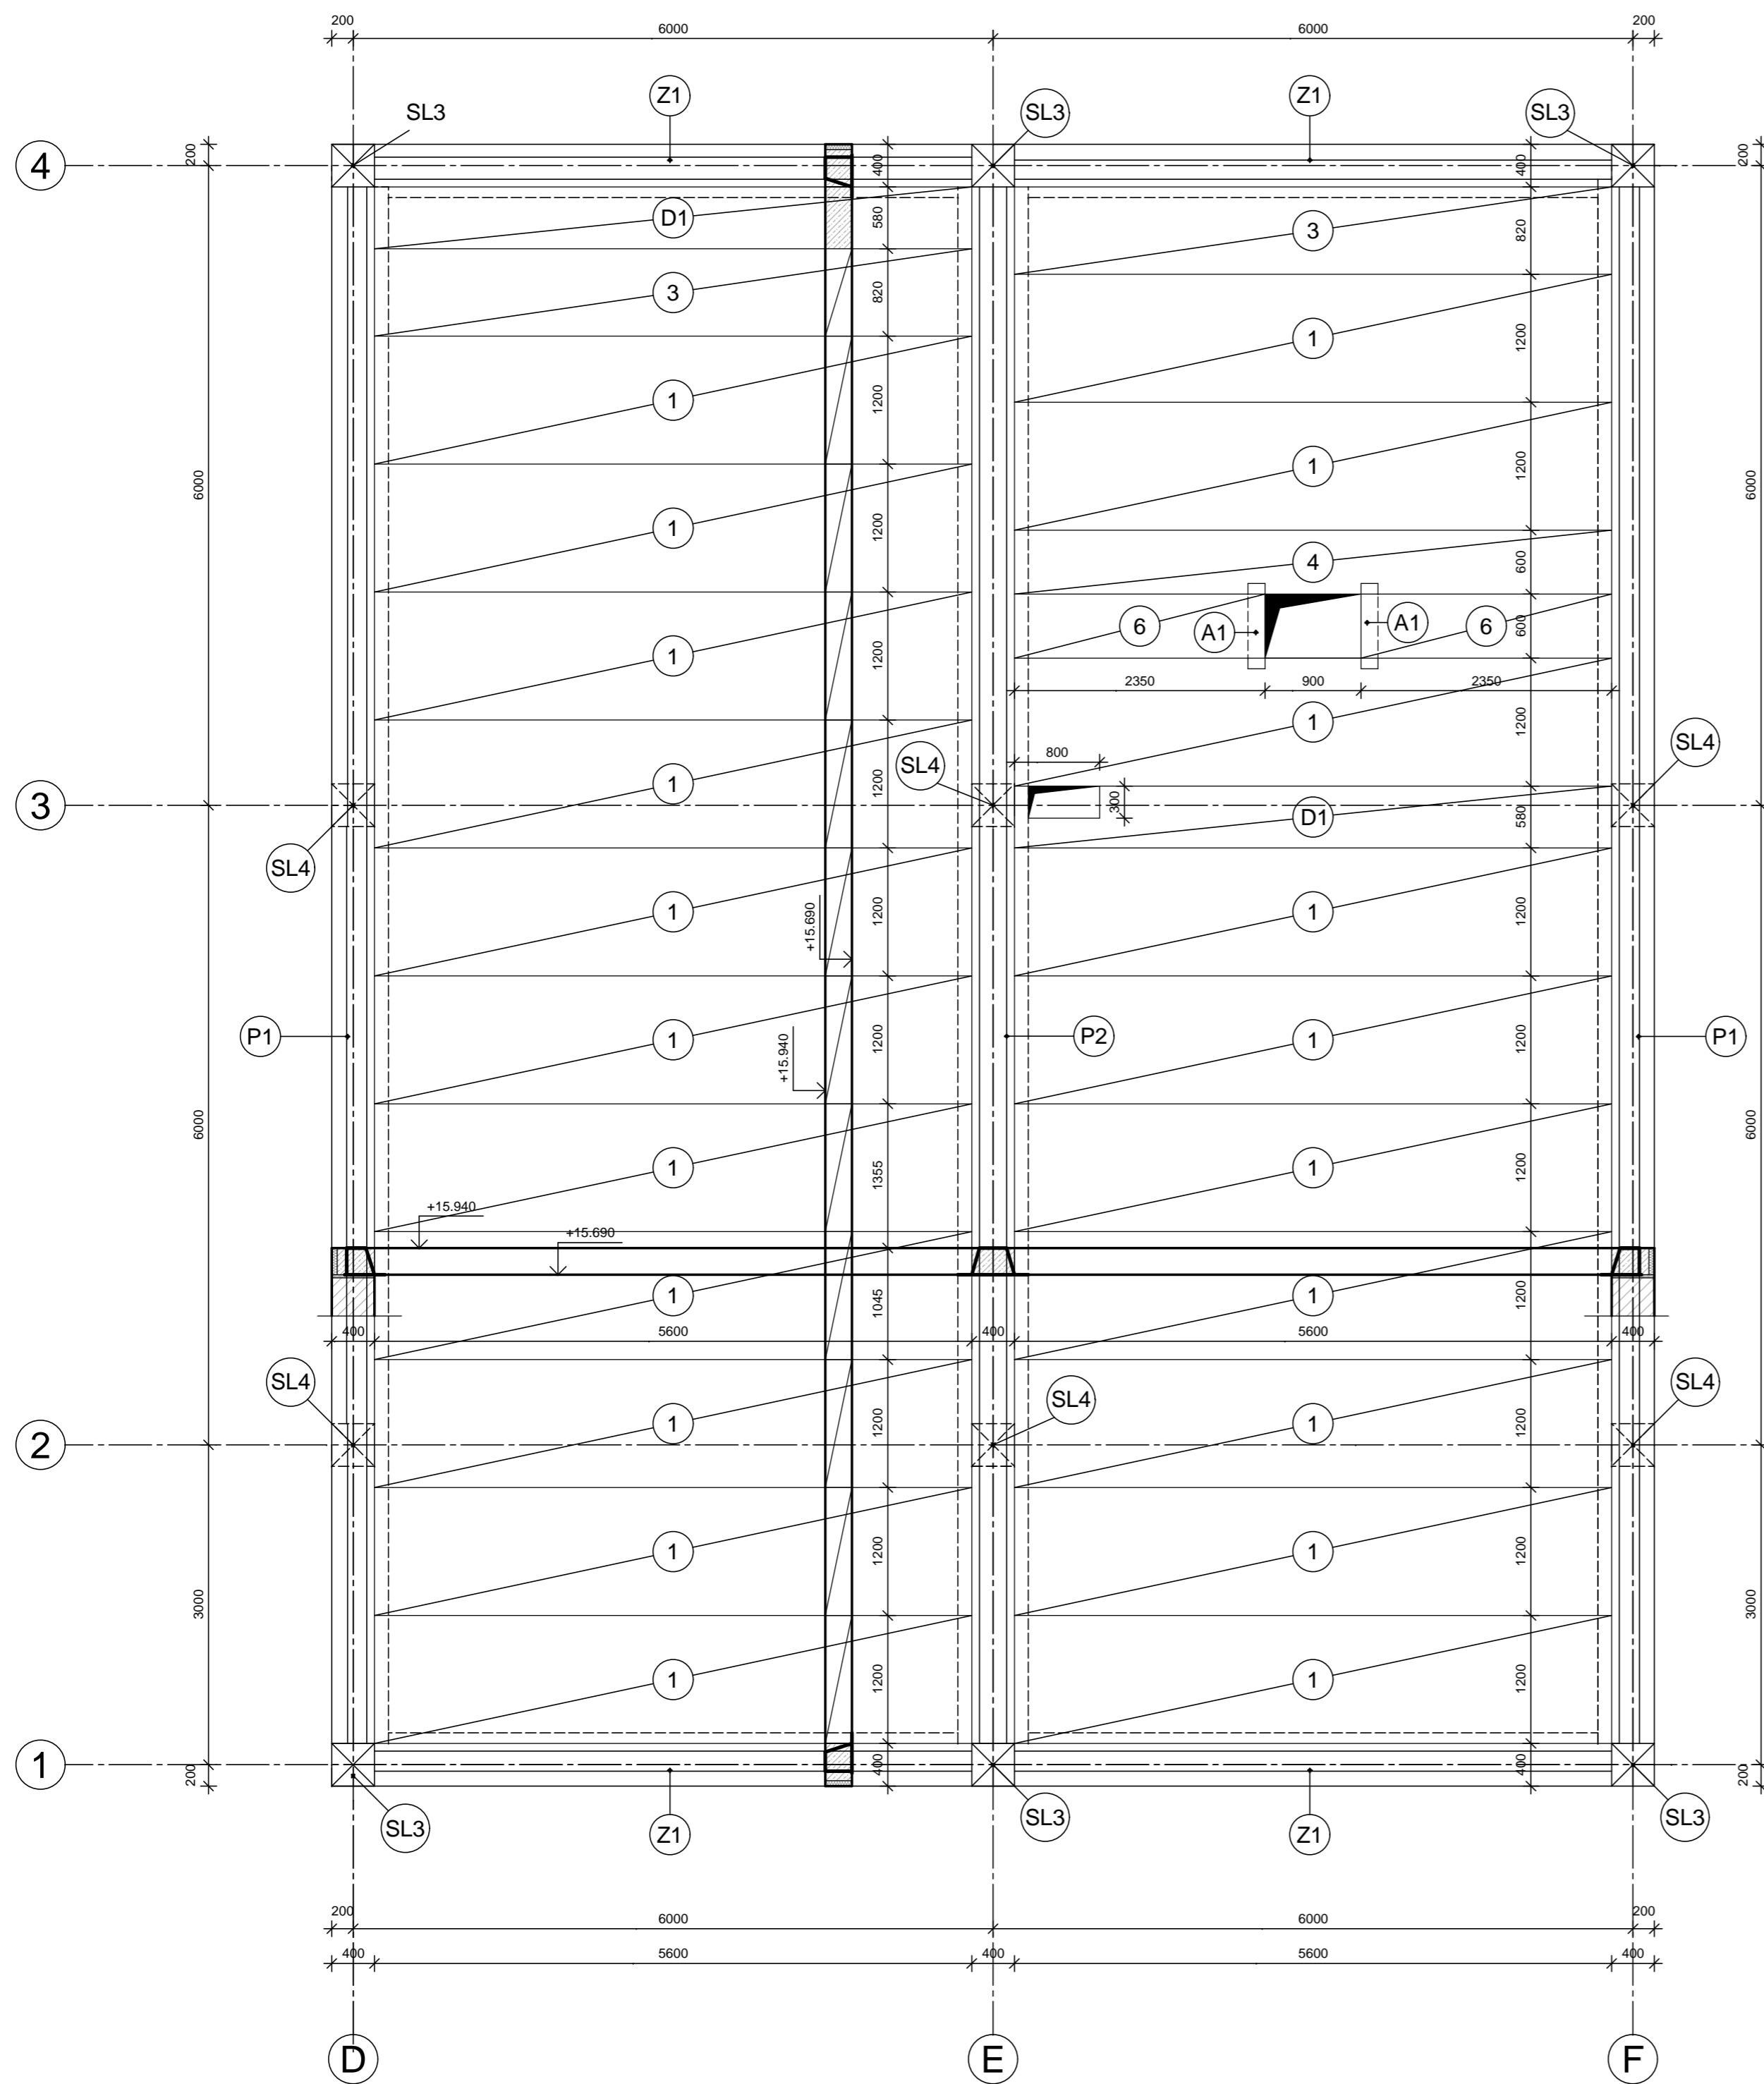 200 6000 6000 200
Z1 Z1
SL3 SL3 SL3
4
200 400 400 200
D1 580 3 820
3 820
1 1200
1 1200
1 1200 1 1200
6000 6000
4 600
1 1200 6 A1 600 A1 6
2350 900 2350
1 1200
SL4 SL4 800
1 1200
3
300 D1 580
SL4
1 1200 1 1200
+15.690
P1 1 1200 P2 1 1200 P1
+15.940
6000 6000
1 1355 1 1200
+15.940
+15.690
1 1045 1 1200
400 5600 400 5600 400
SL4 SL4 SL4
1 1200 1 1200
2
1 1200 1 1200
3000 3000
1 1200 1 1200
1
200 400 400 200
SL3 Z1 SL3 Z1 SL3
200 6000 6000 200
400 5600 400 5600 400
D E F